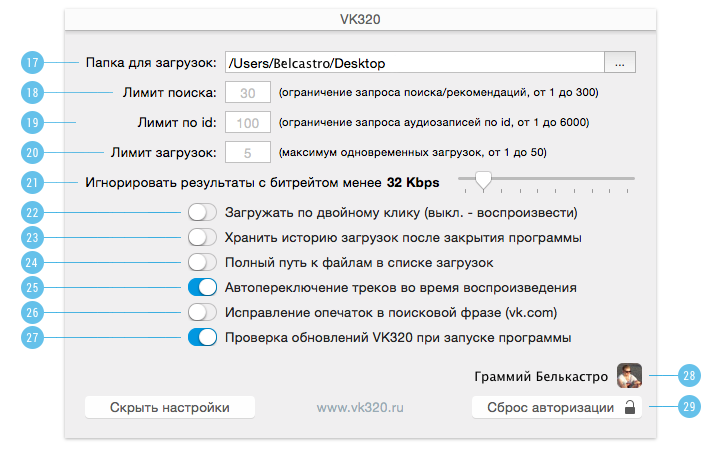 VK320
17 Папка для загрузок: /Users/Belcastro/Desktop ...
18 Лимит поиска: 30 (ограничение запроса поиска/рекомендаций, от 1 до 300)
19 Лимит по id: 100 (ограничение запроса аудиозаписей по id, от 1 до 6000)
20 Лимит загрузок: 5 (максимум одновременных загрузок, от 1 до 50)
21 Игнорировать результаты с битрейтом менее 32 Kbps
22 Загружать по двойному клику (выкл. - воспроизвести)
23 Хранить историю загрузок после закрытия программы
24 Полный путь к файлам в списке загрузок
25 Автопереключение треков во время воспроизведения
26 Исправление опечаток в поисковой фразе (vk.com)
27 Проверка обновлений VK320 при запуске программы
Граммий Белькастро 28
Скрыть настройки www.vk320.ru Сброс авторизации 29